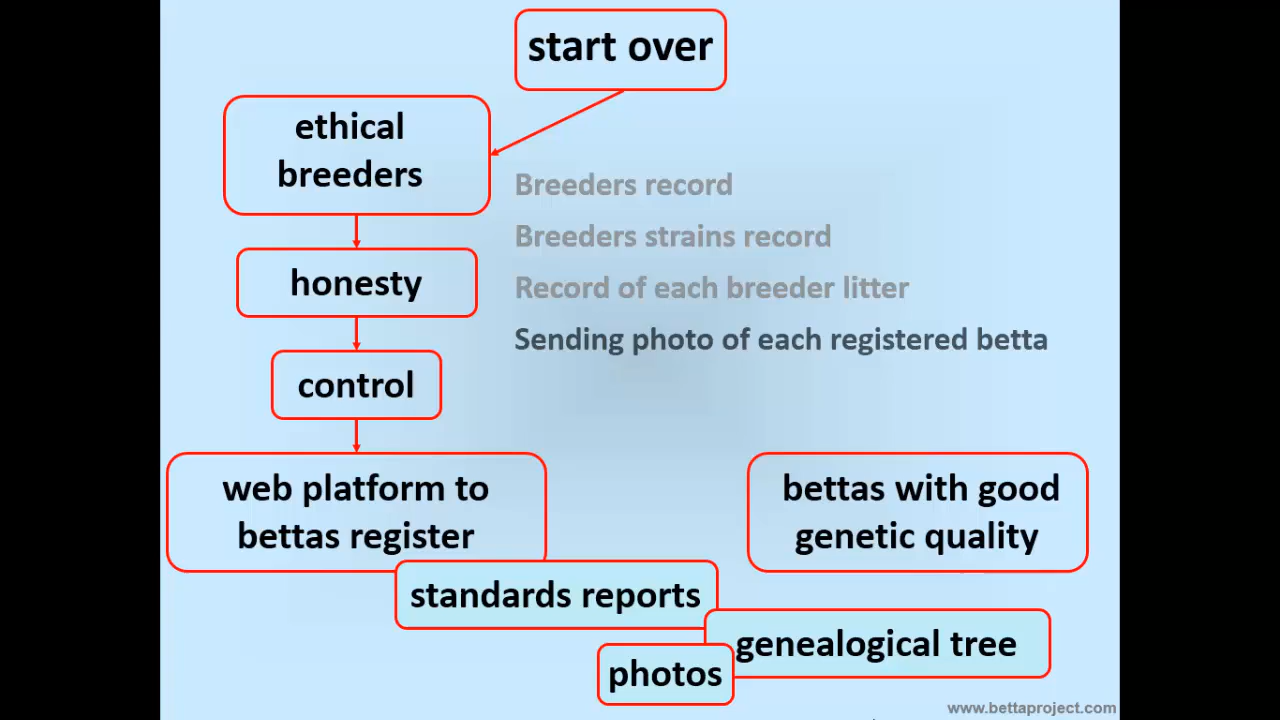 start over
ethical
breeders
Breeders record
Breeders strains record
honesty
Record of each breeder litter
Sending photo of each registered betta
control
web platform to
bettas register
bettas with good
genetic quality
standards reports
genealogical tree
photos
www.bettaproject.com